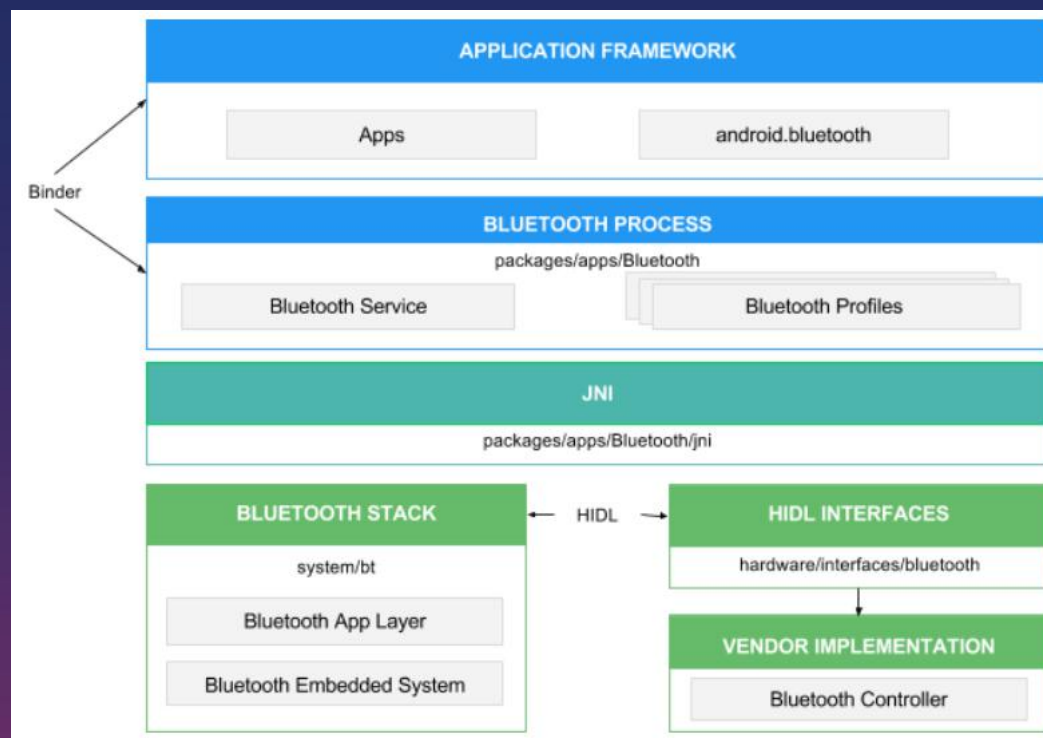 APPLICATION FRAMEWORK
Apps
android.bluetooth
Binder
BLUETOOTH PROCESS
packages/apps/Bluetooth
Bluetooth Service
Bluetooth Profiles
JNI
packages/apps/Bluetooth/jni
BLUETOOTH STACK
HIDL
HIDL INTERFACES
system/bt
hardware/interfaces/bluetooth
Bluetooth App Layer
VENDOR IMPLEMENTATION
Bluetooth Embedded System
Bluetooth Controller